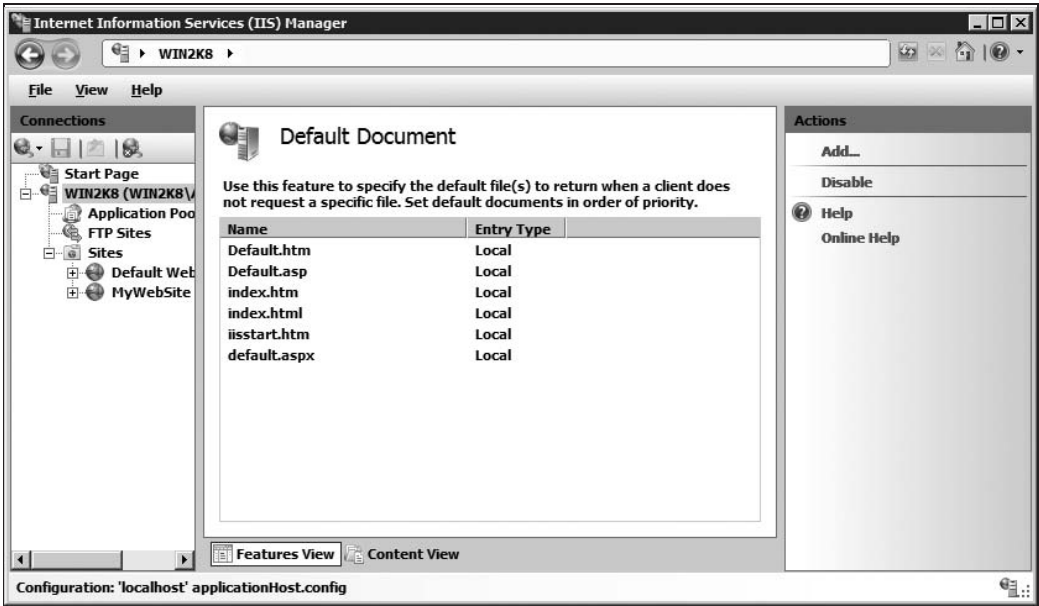 Internet Information Services (IIS) Manager
WIN2K8
File View Help
Connections
Start Page
WIN2K8 (WIN2K8\A
Application Poo
FTP Sites
Sites
Default Web
MyWebSite
Default Document
Use this feature to specify the default file(s) to return when a client does
not request a specific file. Set default documents in order of priority.
Name Entry Type
Default.htm Local
Default.asp Local
index.htm Local
index.html Local
iisstart.htm Local
default.aspx Local
Features View Content View
Actions
Add...
Disable
Help
Online Help
Configuration: 'localhost' applicationHost.config